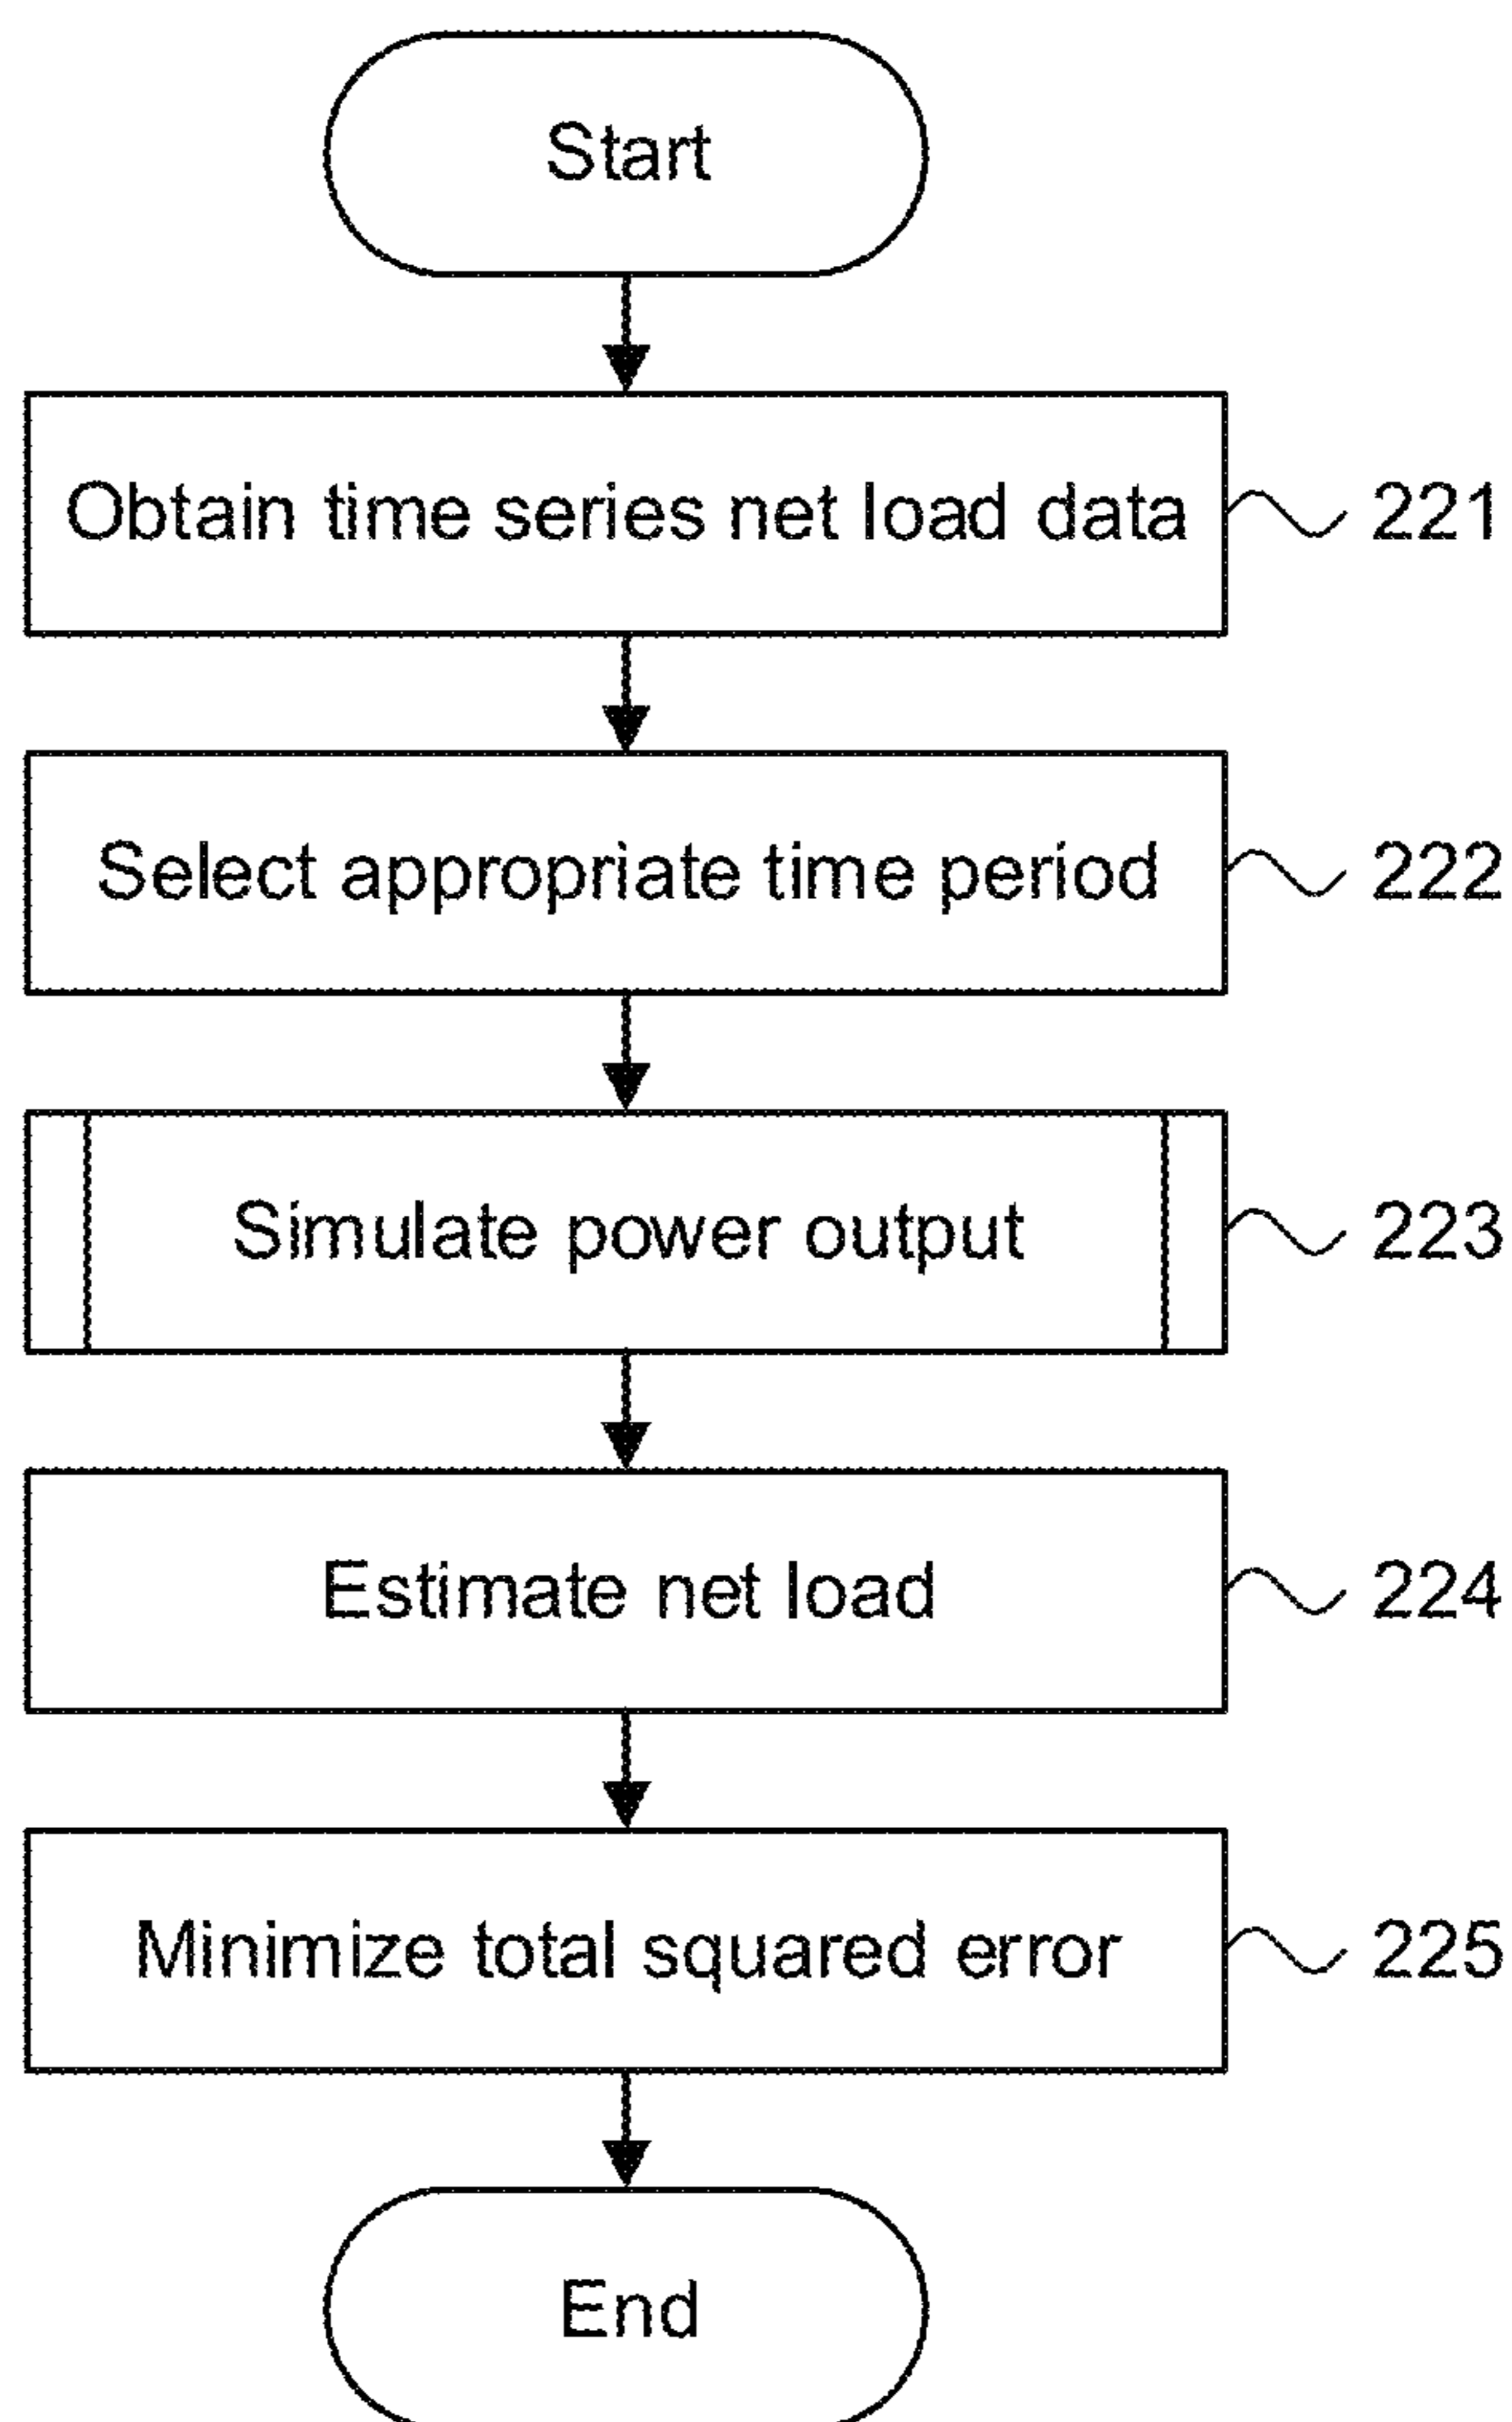 Start
Obtain time series net load data 221
Select appropriate time period 222
Simulate power output 223
Estimate net load 224
Minimize total squared error 225
End